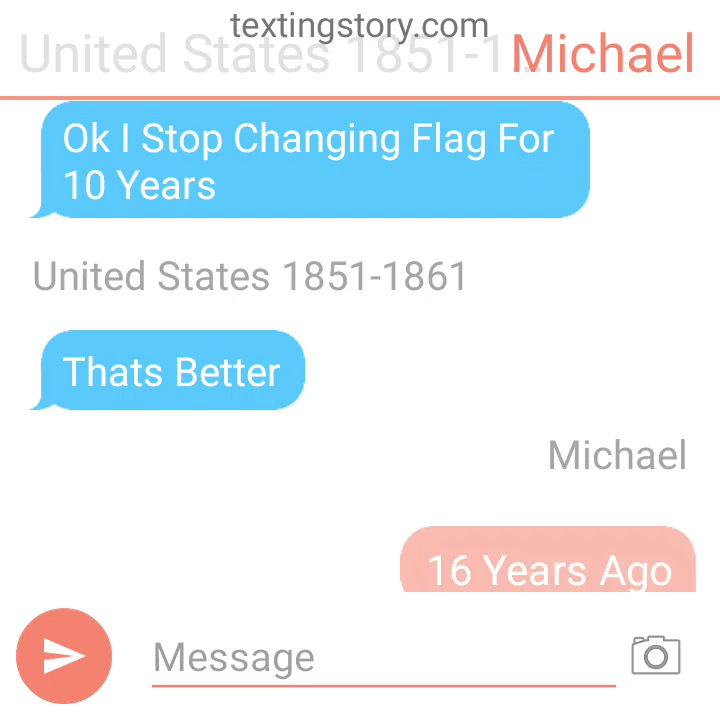 textingstory.com
United States 1851-1... Michael
Ok I Stop Changing Flag For
10 Years
United States 1851-1861
Thats Better
Michael
16 Years Ago
Message